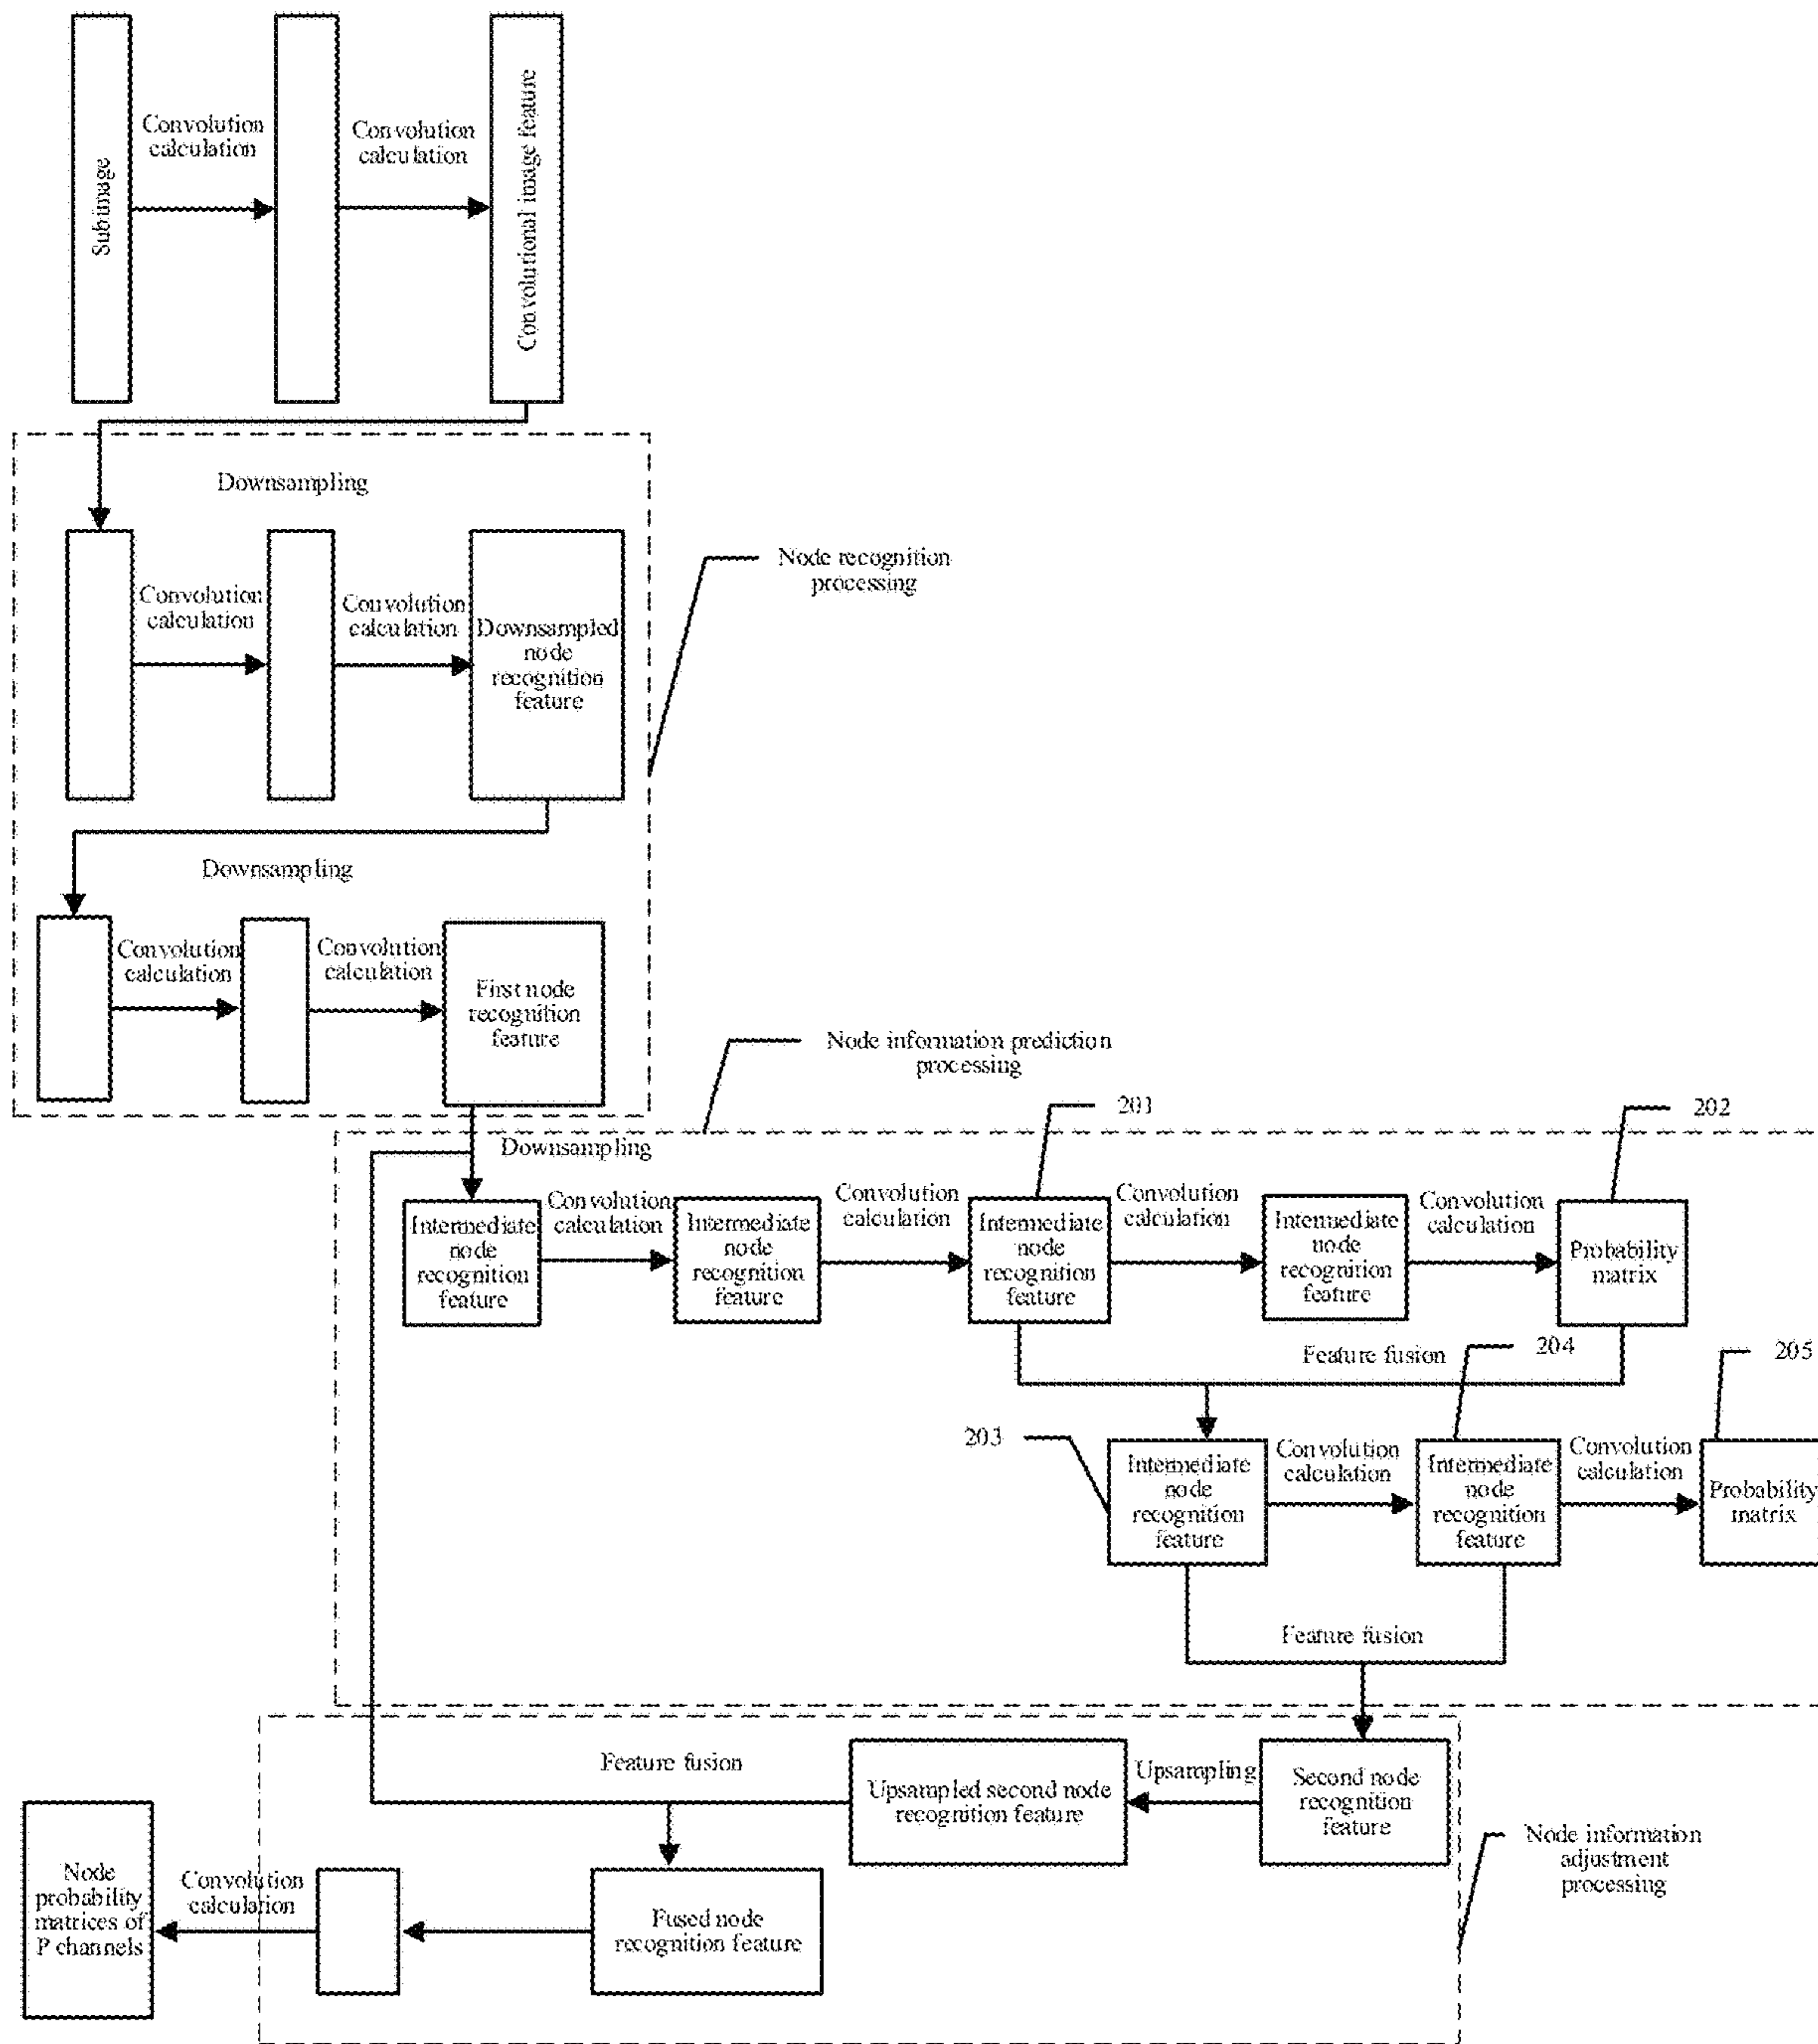 Subimage
Convolution
calculation
Convolution
calculation
Convolutional image feature
Downsampling
Convolution
calculation
Convolution
calculation
Downsampled
node
recognition
feature
Node recognition
processing
Downsampling
Convolution
calculation
Convolution
calculation
First node
recognition
feature
Node information prediction
processing
201
202
Downsampling
Intermediate
node
recognition
feature
Convolution
calculation
Intermediate
node
recognition
feature
Convolution
calculation
Intermediate
node
recognition
feature
Convolution
calculation
Intermediate
node
recognition
feature
Convolution
calculation
Probability
matrix
Feature fusion
204
205
203
Intermediate
node
recognition
feature
Convolution
calculation
Intermediate
node
recognition
feature
Convolution
calculation
Probability
matrix
Feature fusion
Feature fusion
Upsampled second node
recognition feature
Upsampling
Second node
recognition
feature
Node information
adjustment
processing
Node
probability
matrices of
P channels
Convolution
calculation
Fused node
recognition feature